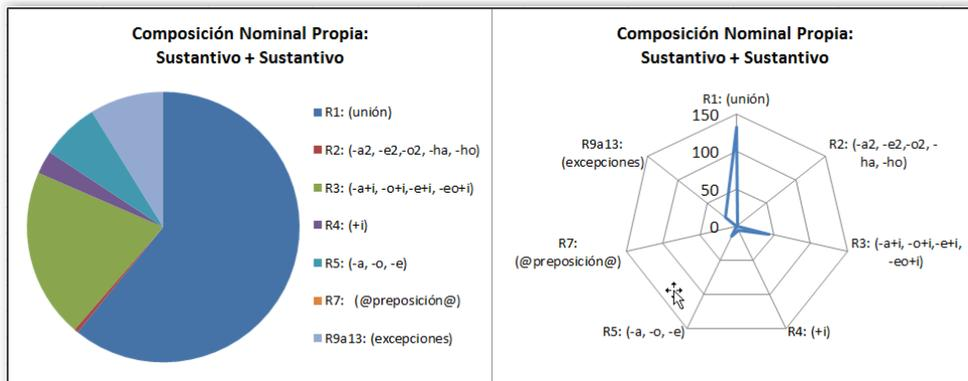 Composición Nominal Propia:
Sustantivo + Sustantivo
R1: (unión)
R2: (-a2, -e2,-o2, -ha, -ho)
R3: (-a+i, -o+i,-e+i, -eo+i)
R4: (+i)
R5: (-a, -o, -e)
R7: (@preposición@)
R9a13: (excepciones)
Composición Nominal Propia:
Sustantivo + Sustantivo
R1: (unión)
150
100
50
0
R2: (-a2, -e2,-o2, -
ha, -ho)
R3: (-a+i, -o+i,-e+i,
-eo+i)
R4: (+i)
R5: (-a, -o, -e)
R7:
(@preposición@)
R9a13:
(excepciones)